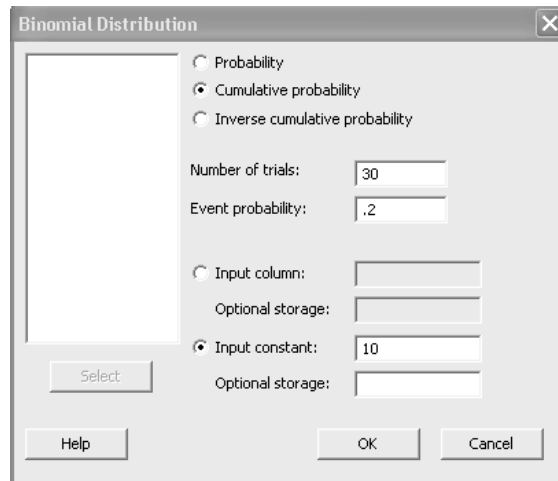 Binomial Distribution
Probability
Cumulative probability
Inverse cumulative probability
Number of trials: 30
Event probability: .2
Input column:
Optional storage:
Input constant: 10
Select
Optional storage:
Help OK Cancel